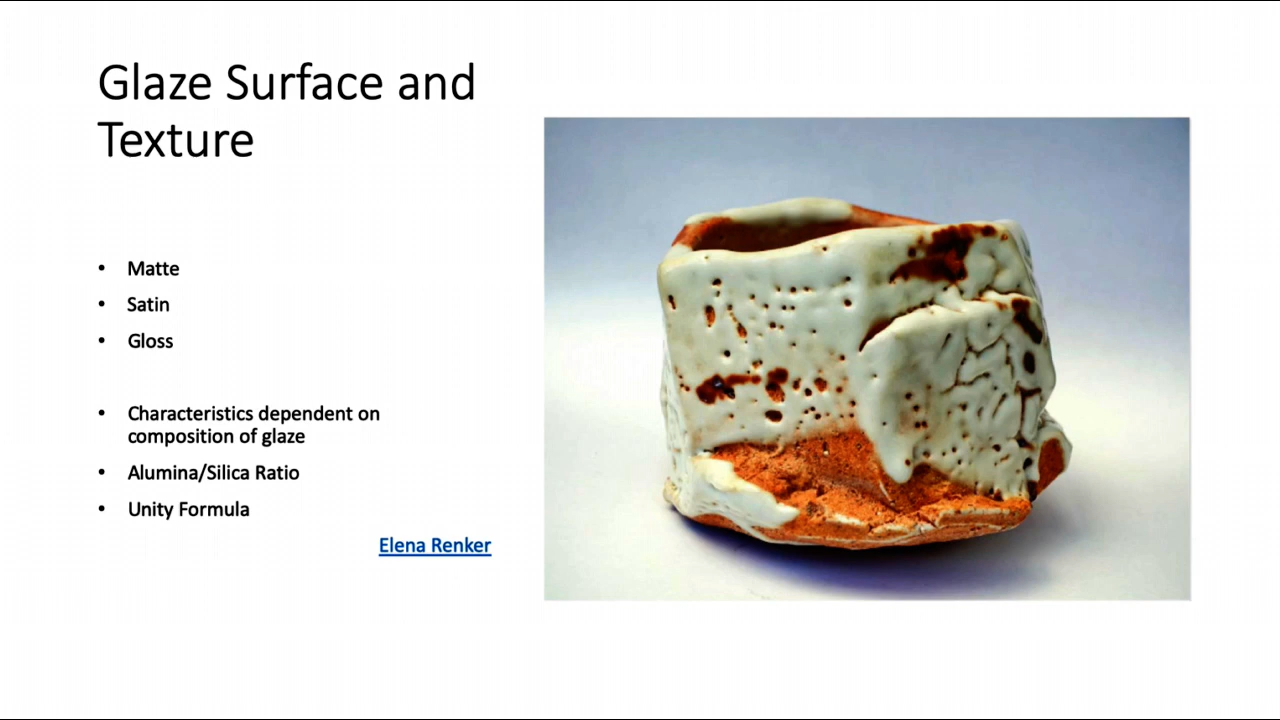 Glaze Surface and
Texture
• Matte
• Satin
• Gloss
• Characteristics dependent on
composition of glaze
• Alumina/Silica Ratio
• Unity Formula
Elena Renker